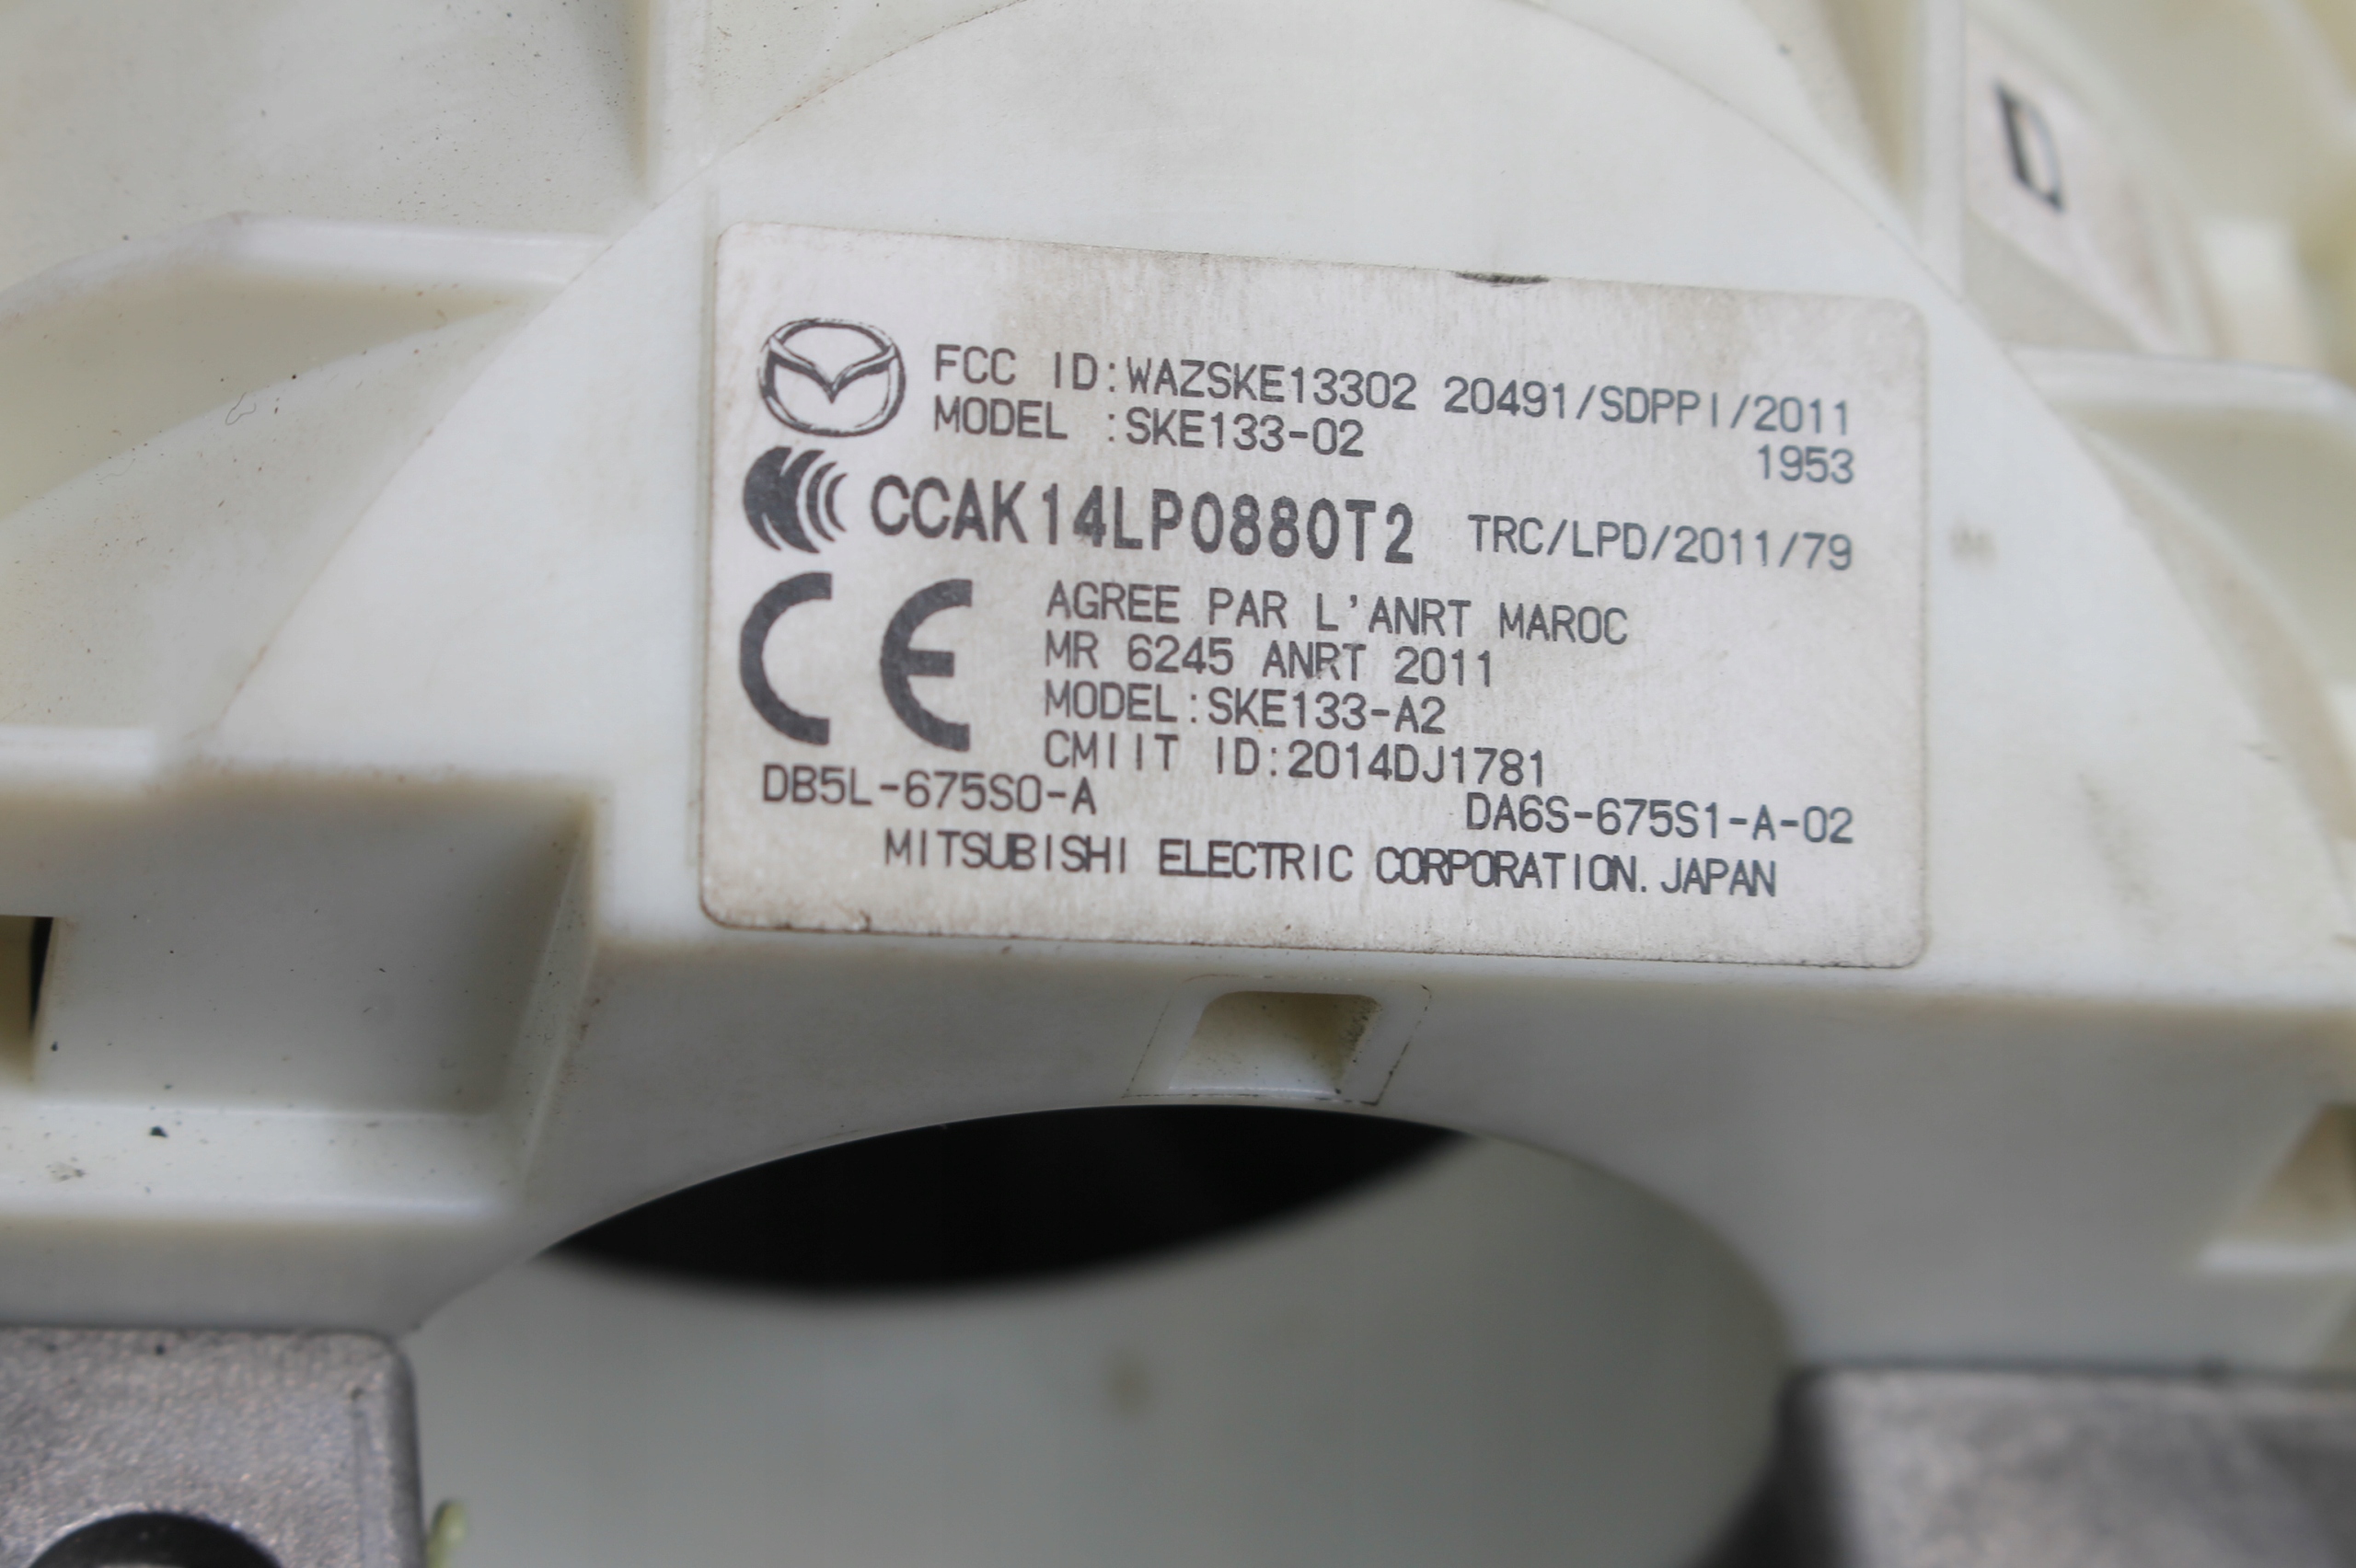 D
FCC ID:WAZSKE13302 20491/SDPPI/2011
MODEL :SKE133-02 1953
CCAK14LP0880T2 TRC/LPD/2011/79
CE AGREE PAR L'ANRT MAROC
MR 6245 ANRT 2011
MODEL:SKE133-A2
CMIIT ID:2014DJ1781
DB5L-675S0-A DA6S-675S1-A-02
MITSUBISHI ELECTRIC CORPORATION. JAPAN